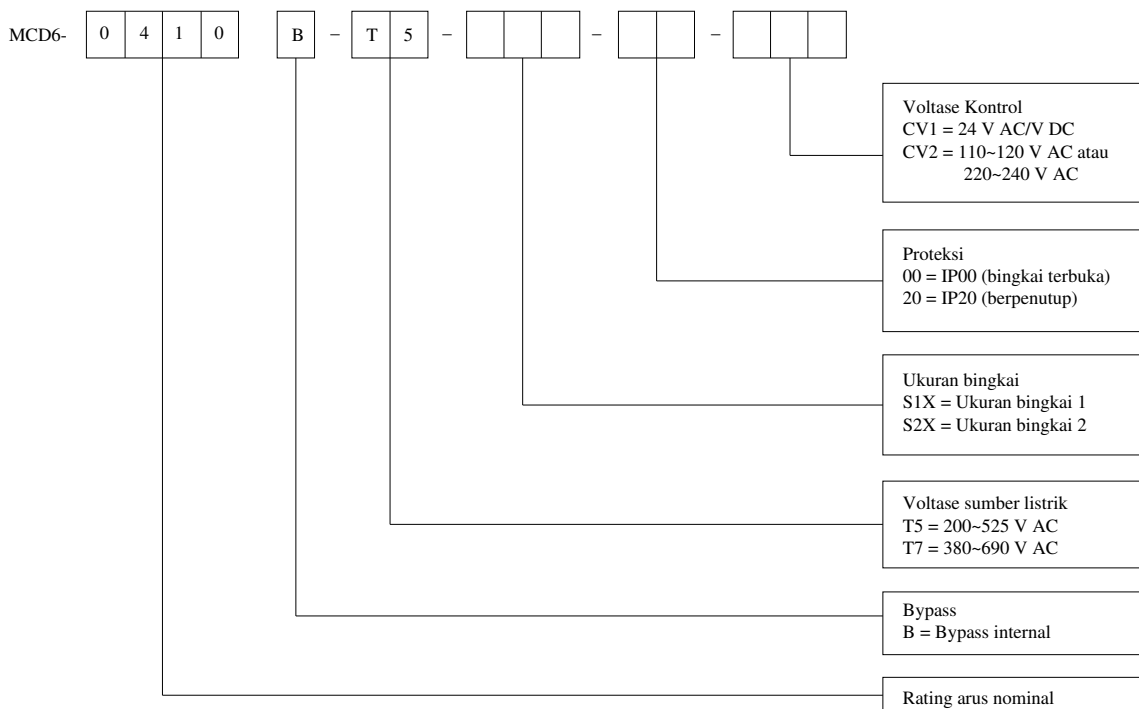 MCD6- 0 4 1 0 B – T 5 – – –
Voltase Kontrol
CV1 = 24 V AC/V DC
CV2 = 110~120 V AC atau
220~240 V AC
Proteksi
00 = IP00 (bingkai terbuka)
20 = IP20 (berpenutup)
Ukuran bingkai
S1X = Ukuran bingkai 1
S2X = Ukuran bingkai 2
Voltase sumber listrik
T5 = 200~525 V AC
T7 = 380~690 V AC
Bypass
B = Bypass internal
Rating arus nominal